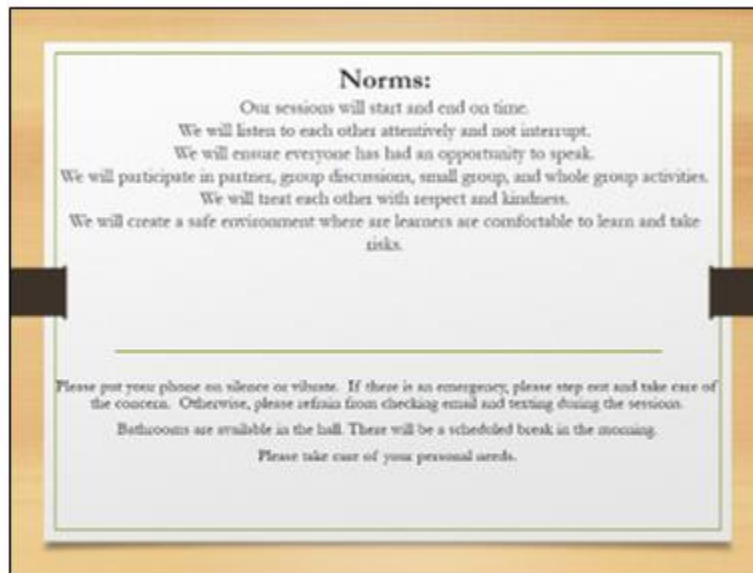 Norms:
Our sessions will start and end on time.
We will listen to each other attentively and not interrupt.
We will ensure everyone has had an opportunity to speak.
We will participate in partner, group discussions, small group, and whole group activities.
We will treat each other with respect and kindness.
We will create a safe environment where are learners are comfortable to learn and take
risks.
Please put your phone on silence or vibrate. If there is an emergency, please step out and take care of
the concern. Otherwise, please refrain from checking email and texting during the sessions.
Bathrooms are available in the hall. There will be a scheduled break in the morning.
Please take care of your personal needs.